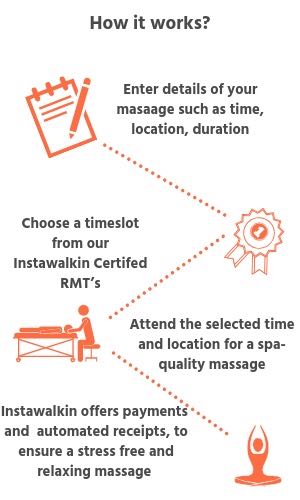 How it works?
Enter details of your
masaage such as time,
location, duration
Choose a timeslot
from our
Instawalkin Certifed
RMT's
Attend the selected time
and location for a spa-
quality massage
Instawalkin offers payments
and automated receipts, to
ensure a stress free and
relaxing massage